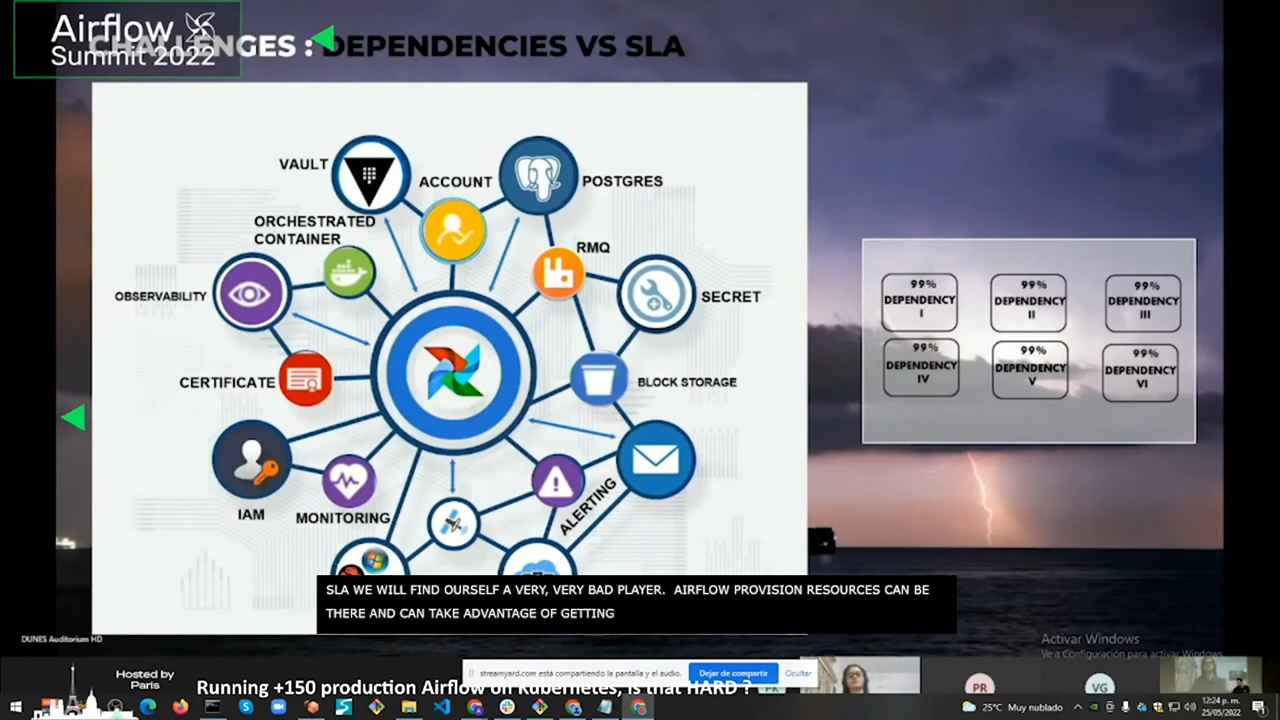 Airflow
Summit 2022
CHALLENGES : DEPENDENCIES VS SLA
VAULT
ACCOUNT
POSTGRES
ORCHESTRATED
CONTAINER
RMQ
OBSERVABILITY
SECRET
CERTIFICATE
BLOCK STORAGE
IAM
MONITORING
ALERTING
99%
DEPENDENCY
I
99%
DEPENDENCY
II
99%
DEPENDENCY
III
99%
DEPENDENCY
IV
99%
DEPENDENCY
V
99%
DEPENDENCY
VI
SLA WE WILL FIND OURSELF A VERY, VERY BAD PLAYER. AIRFLOW PROVISION RESOURCES CAN BE
THERE AND CAN TAKE ADVANTAGE OF GETTING
DUNES Auditorium HD
Activar Windows
Ve a Configuración para activar Windows.
Hosted by
Paris
streamyard.com está compartiendo la pantalla y el audio.
Dejar de compartir
Ocultar
Running +150 production Airflow on Kubernetes, is that HARD ?
PR
PR
VG
25°C Muy nublado
12:24 p. m.
25/05/2022